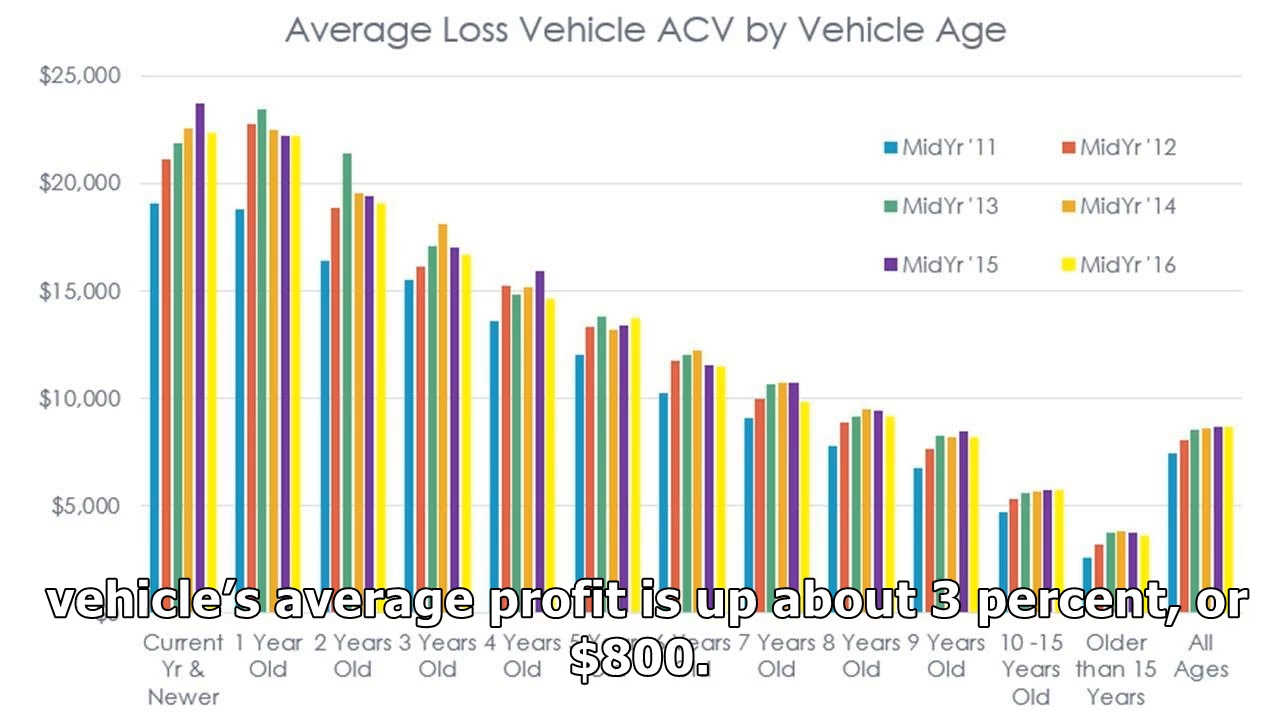 Average Loss Vehicle ACV by Vehicle Age
$25,000
$20,000
$15,000
$10,000
$5,000
MidYr '11
MidYr '12
MidYr '13
MidYr '14
MidYr '15
MidYr '16
vehicle’s average profit is up about 3 percent, or
$800.
Current
Yr &
Newer
1 Year
Old
2 Years
Old
3 Years
Old
4 Years
Old
7 Years
Old
8 Years
Old
9 Years
Old
10 -15
Years
Old
Older
than 15
Years
All
Ages